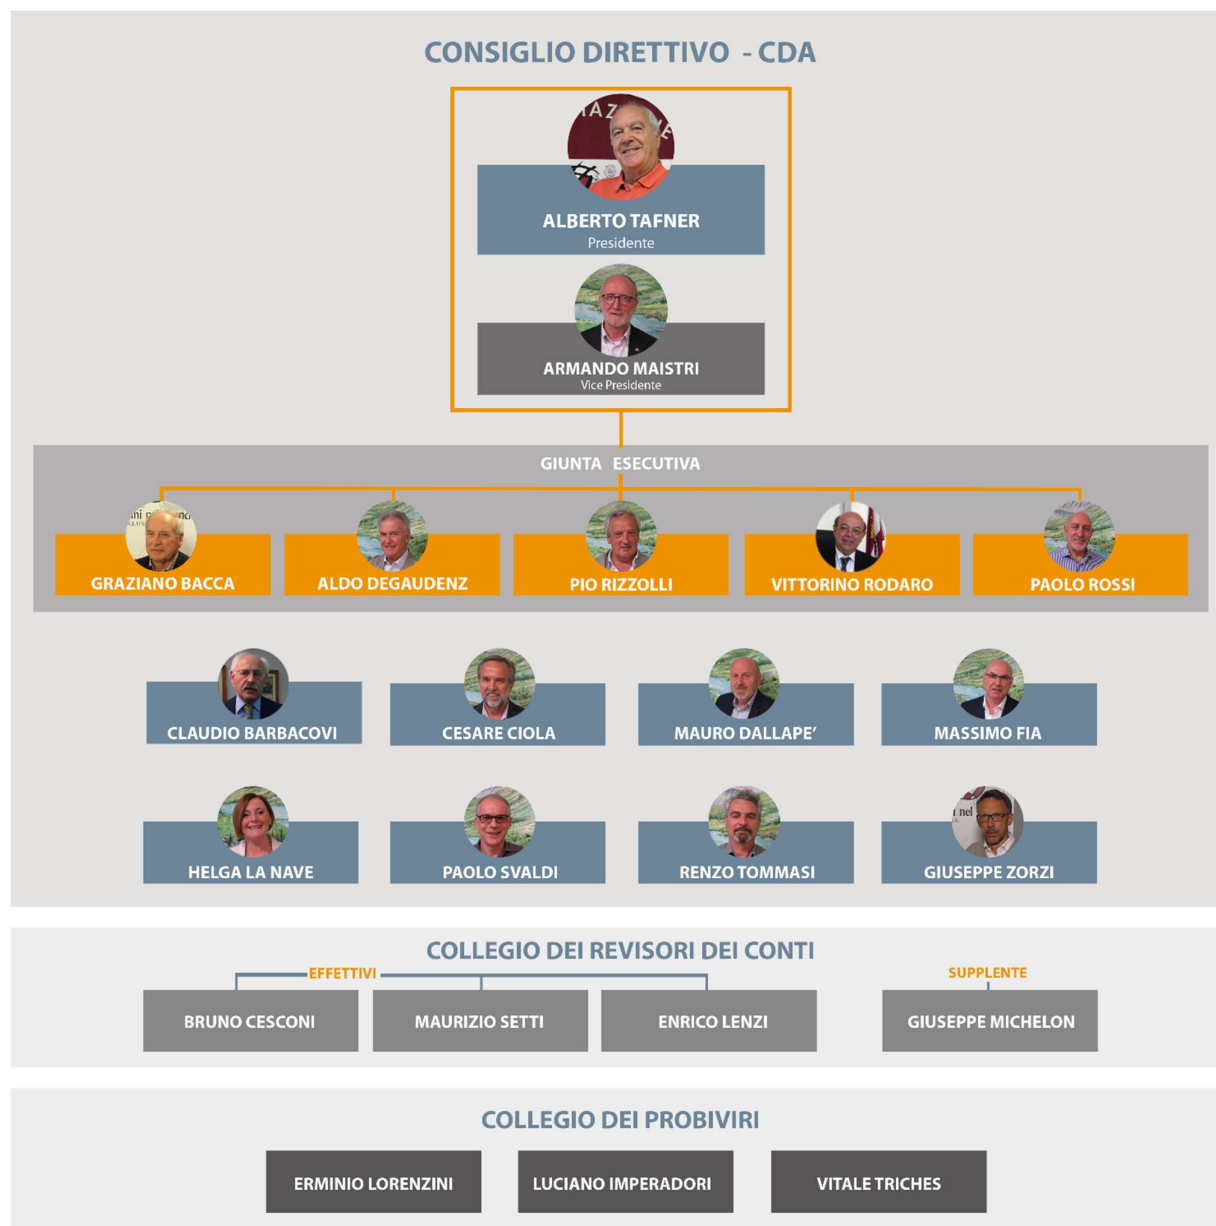 CONSIGLIO DIRETTIVO - CDA
ALBERTO TAFNER
Presidente
ARMANDO MAISTRI
Vice Presidente
GIUNTA ESECUTIVA
GRAZIANO BACCA
ALDO DEGAUDENZ
PIO RIZZOLLI
VITTORINO RODARO
PAOLO ROSSI
CLAUDIO BARBACOVI
CESARE CIOLA
MAURO DALLAPE'
MASSIMO FIA
HELGA LA NAVE
PAOLO SVALDI
RENZO TOMMASI
GIUSEPPE ZORZI
COLLEGIO DEI REVISORI DEI CONTI
EFFETTIVI
SUPPLENTE
BRUNO CESCONI
MAURIZIO SETTI
ENRICO LENZI
GIUSEPPE MICHELON
COLLEGIO DEI PROBIVIRI
ERMINIO LORENZINI
LUCIANO IMPERADORI
VITALE TRICHES